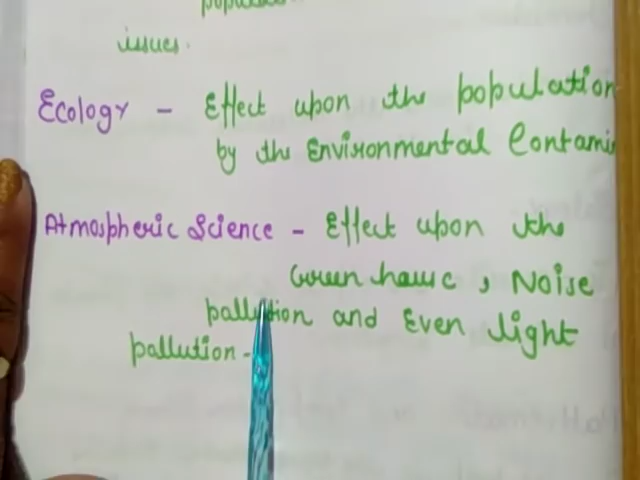 issues.
Ecology - Effect upon the population
by the Environmental Contami
Atmospheric Science - Effect upon the
Green house, Noise
pollution and Even light
pollution -